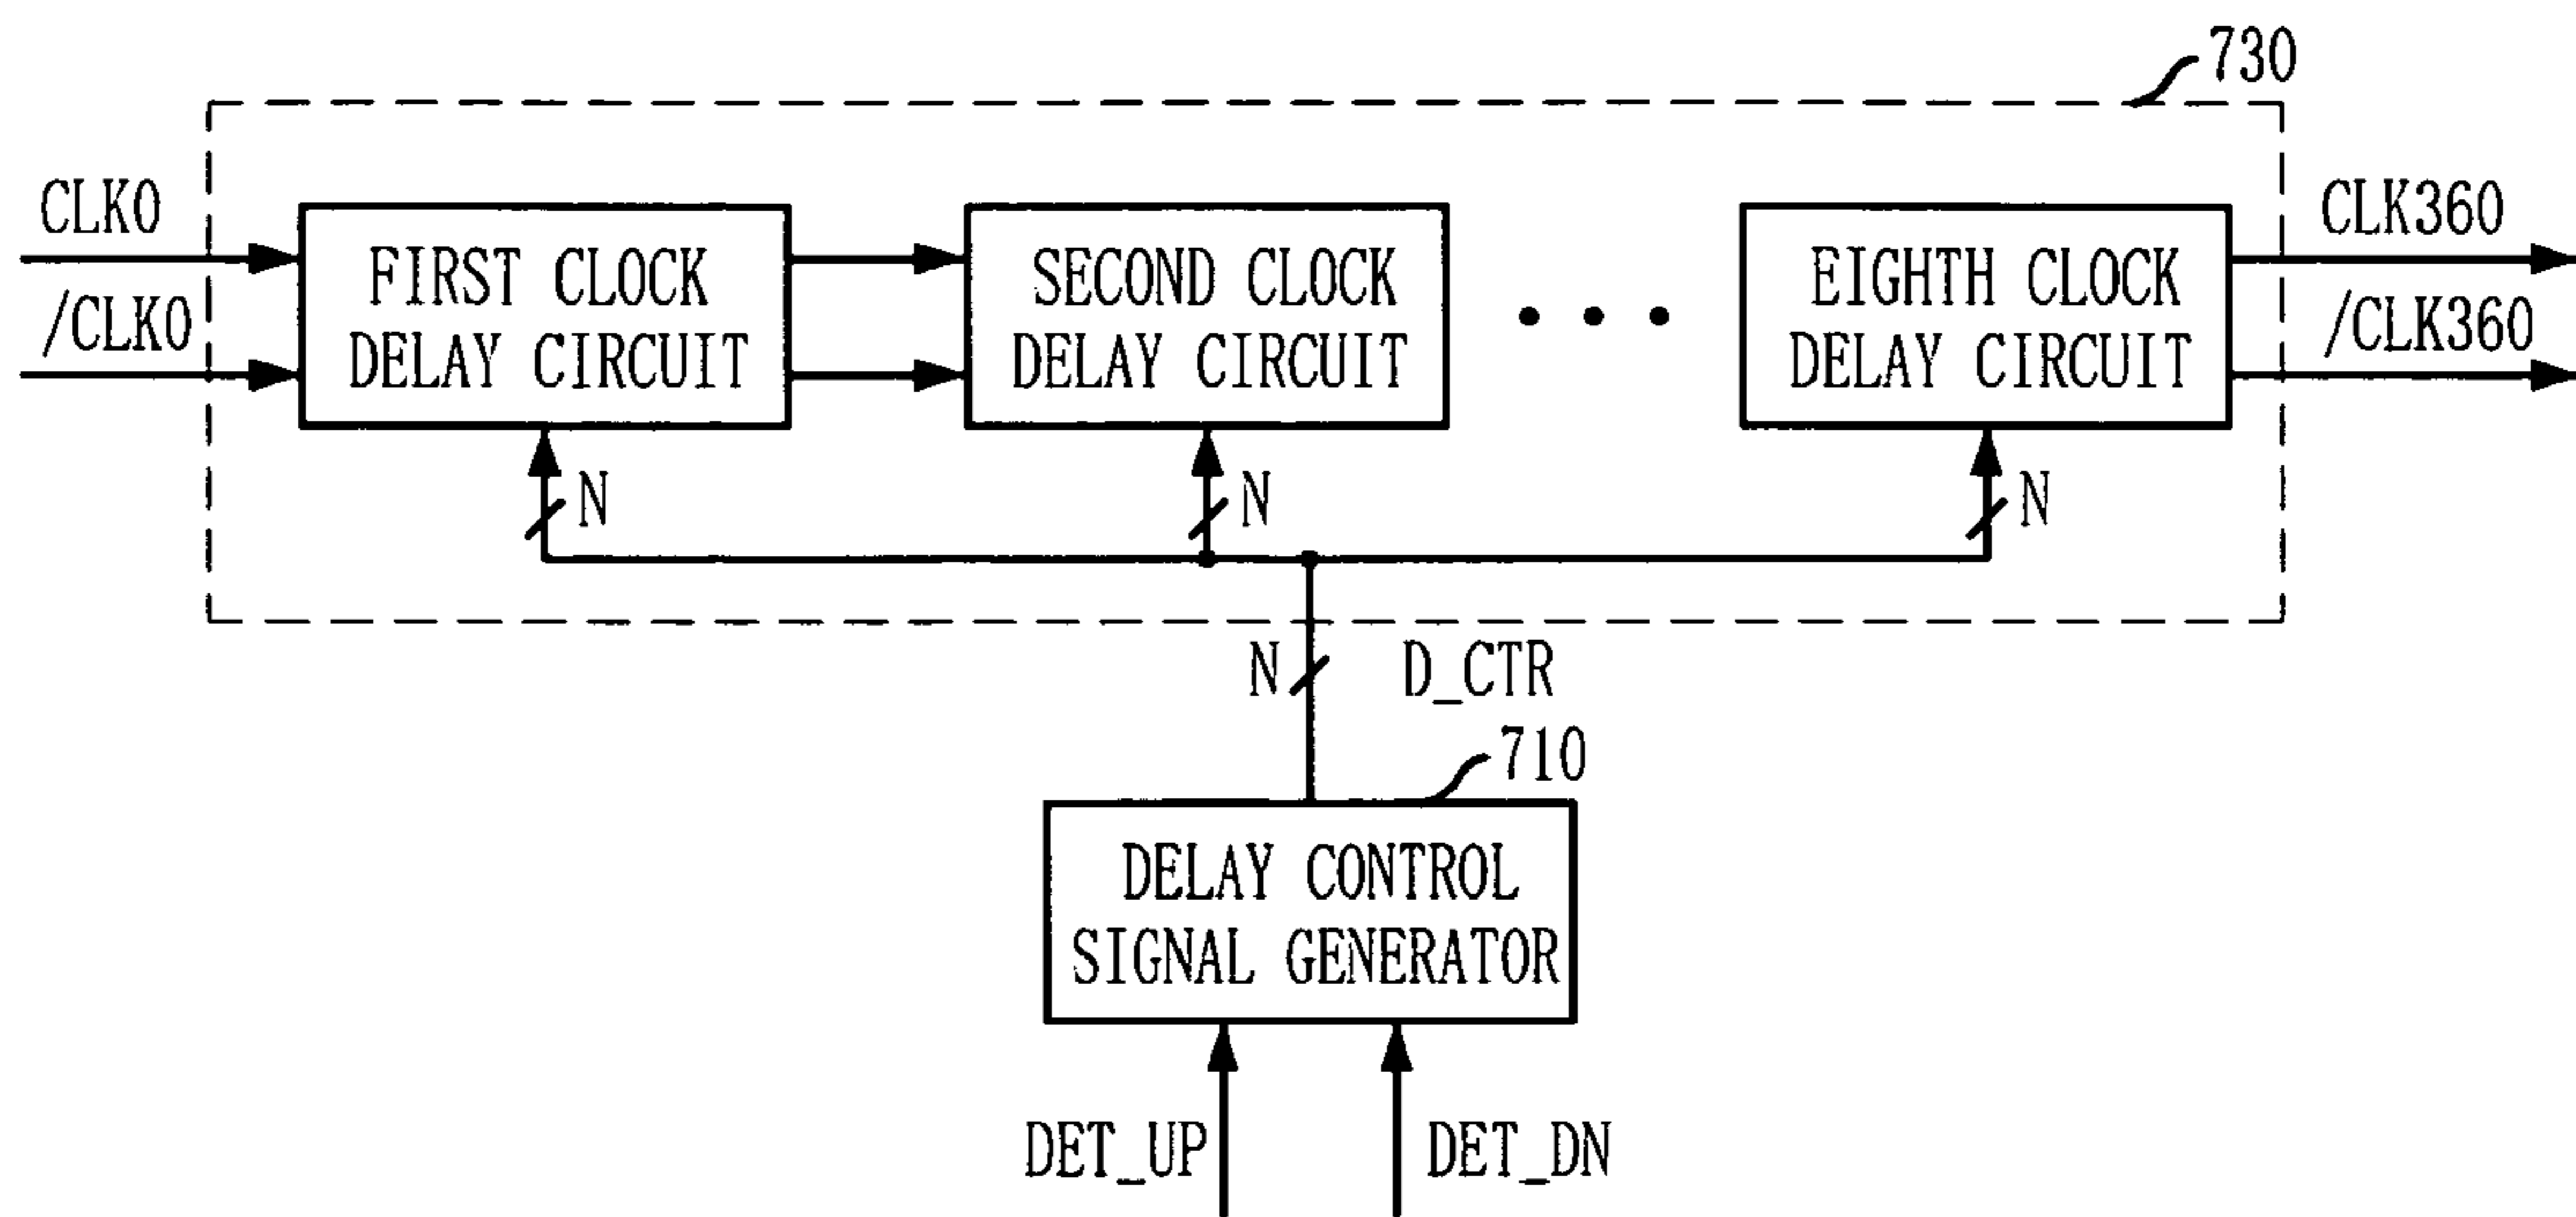 730
CLK0
/CLK0
FIRST CLOCK
DELAY CIRCUIT
SECOND CLOCK
DELAY CIRCUIT
EIGHTH CLOCK
DELAY CIRCUIT
CLK360
/CLK360
N
N
N
N
D_CTR
710
DELAY CONTROL
SIGNAL GENERATOR
DET_UP
DET_DN